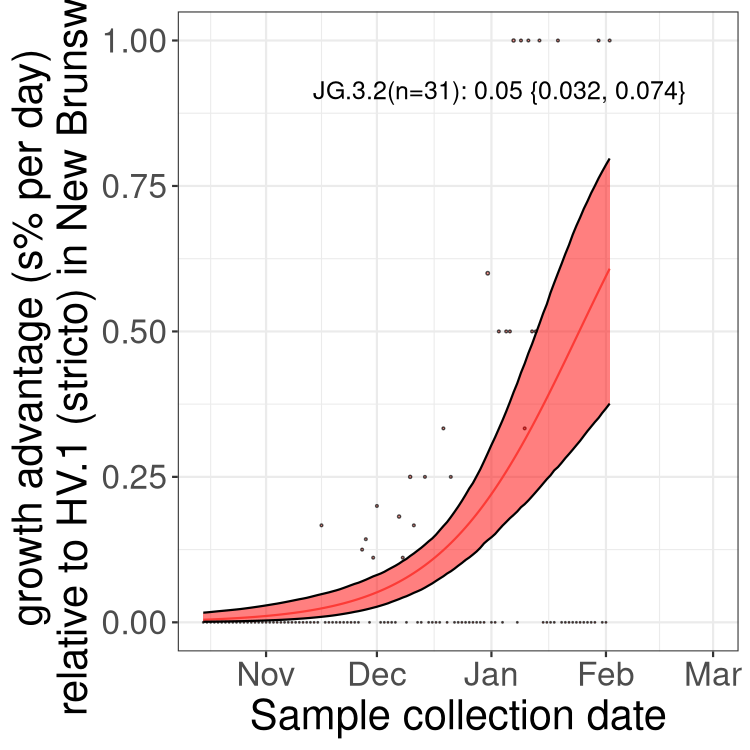 growth advantage (s% per day)
relative to HV.1 (stricto) in New Brunsw
1.00
0.75
0.50
0.25
0.00
JG.3.2(n=31): 0.05 {0.032, 0.074}
Nov Dec Jan Feb Mar
Sample collection date